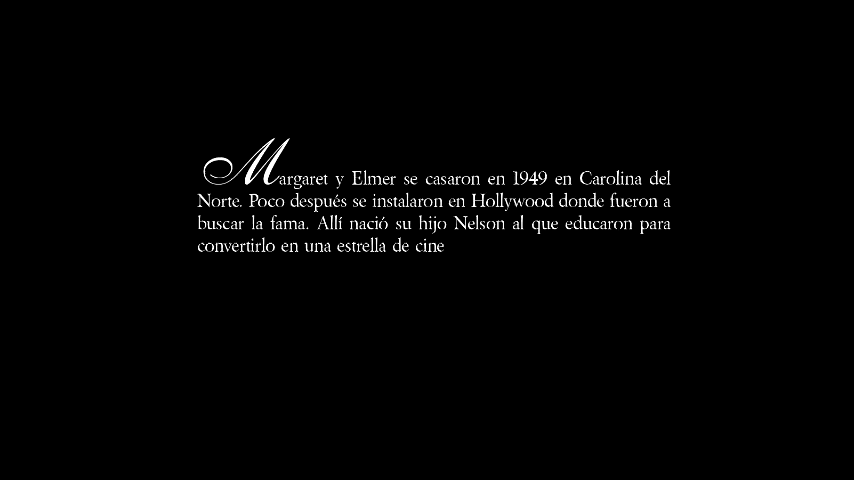 Margaret y Elmer se casaron en 1949 en Carolina del
Norte. Poco después se instalaron en Hollywood donde fueron a
buscar la fama. Allí nació su hijo Nelson al que educaron para
convertirlo en una estrella de cine